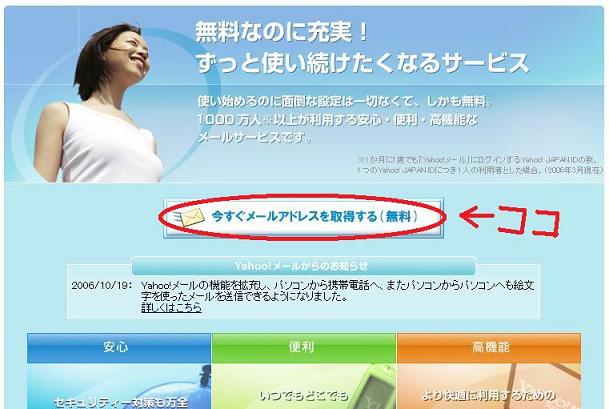 無料なのに充実！
ずっと使い続けたくなるサービス
使い始めるのに面倒な設定は一切なくて、しかも無料。
1000万人※以上が利用する安心・便利・高機能な
メールサービスです。
※1か月に1度でも「Yahoo!メール」にログインするYahoo! JAPAN IDの数。
1つのYahoo! JAPAN IDにつき1人の利用者とした場合。(2006年3月現在)
今すぐメールアドレスを取得する(無料)
←ココ
Yahoo!メールからのお知らせ
2006/10/19: Yahoo!メールの機能を拡充し、パソコンから携帯電話へ、またパソコンからパソコンへも絵文
字を使ったメールを送信できるようになりました。
詳しくはこちら
安心 便利 高機能
セキュリティー対策も万全 いつでもどこでも より快適に利用するための